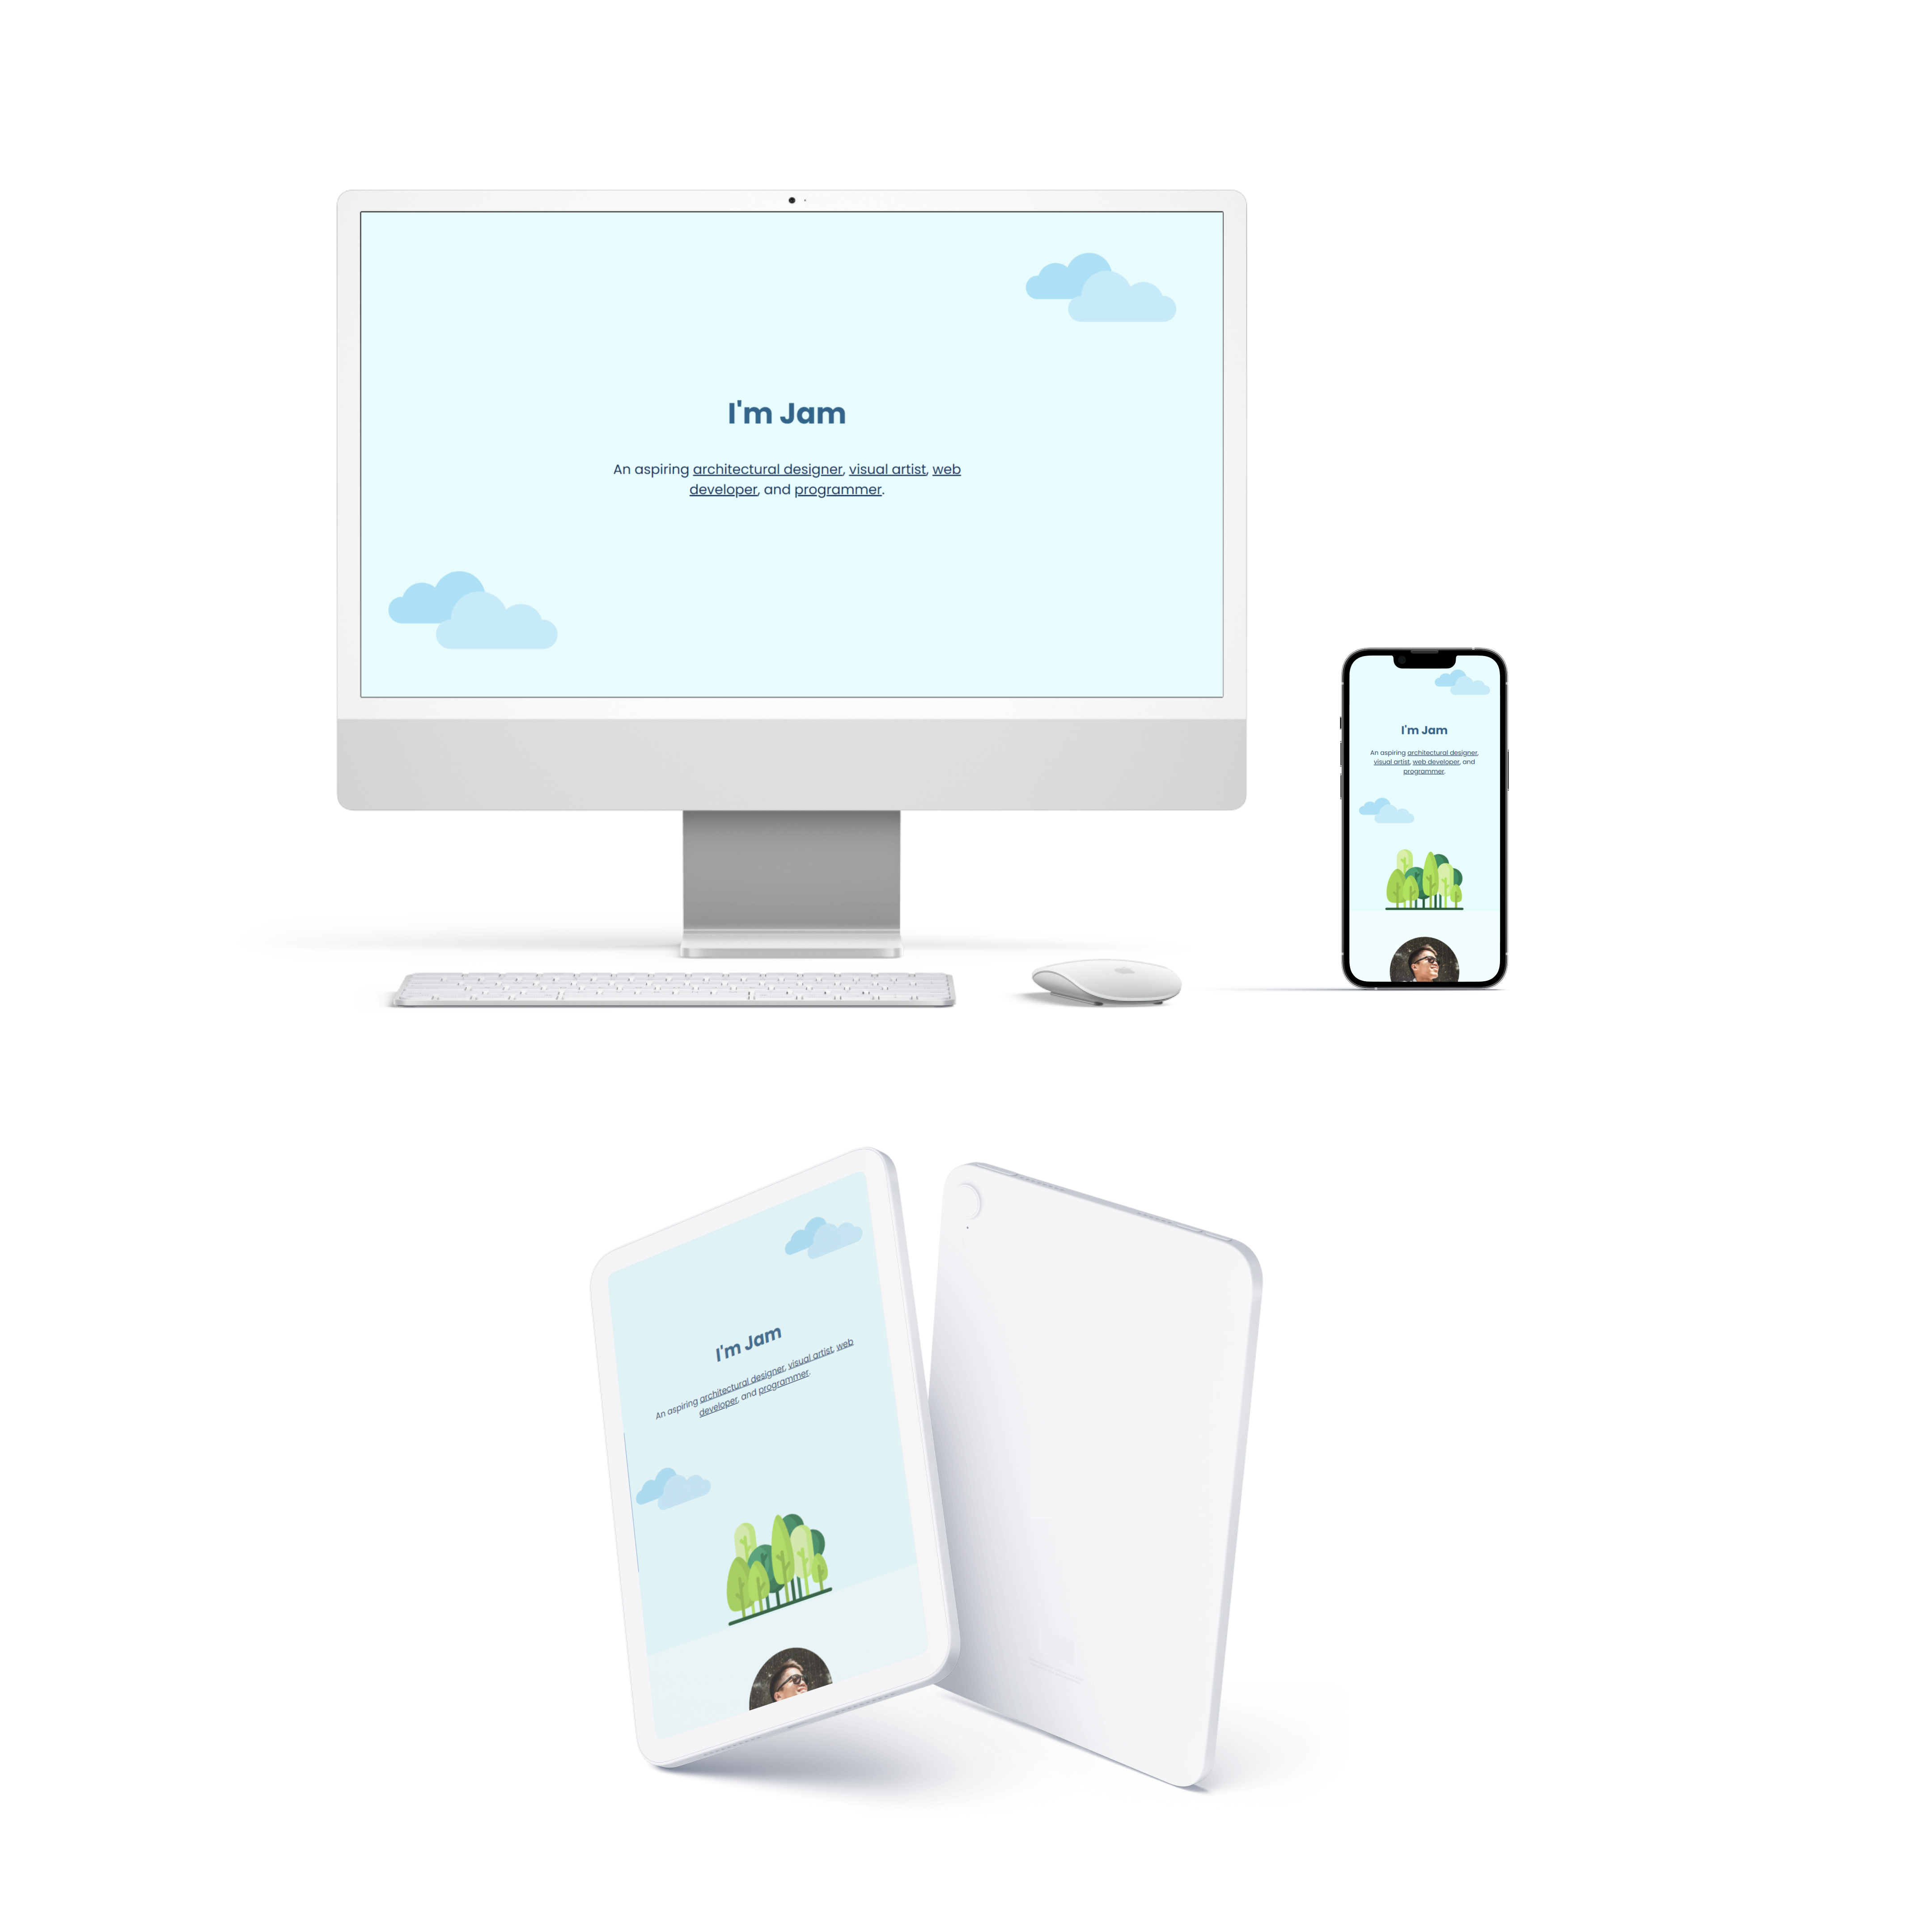 I'm Jam
An aspiring architectural designer, visual artist, web
developer, and programmer.
I'm Jam
An aspiring architectural designer,
visual artist, web developer, and
programmer.
I'm Jam
An aspiring architectural designer, visual artist, web
developer, and programmer.